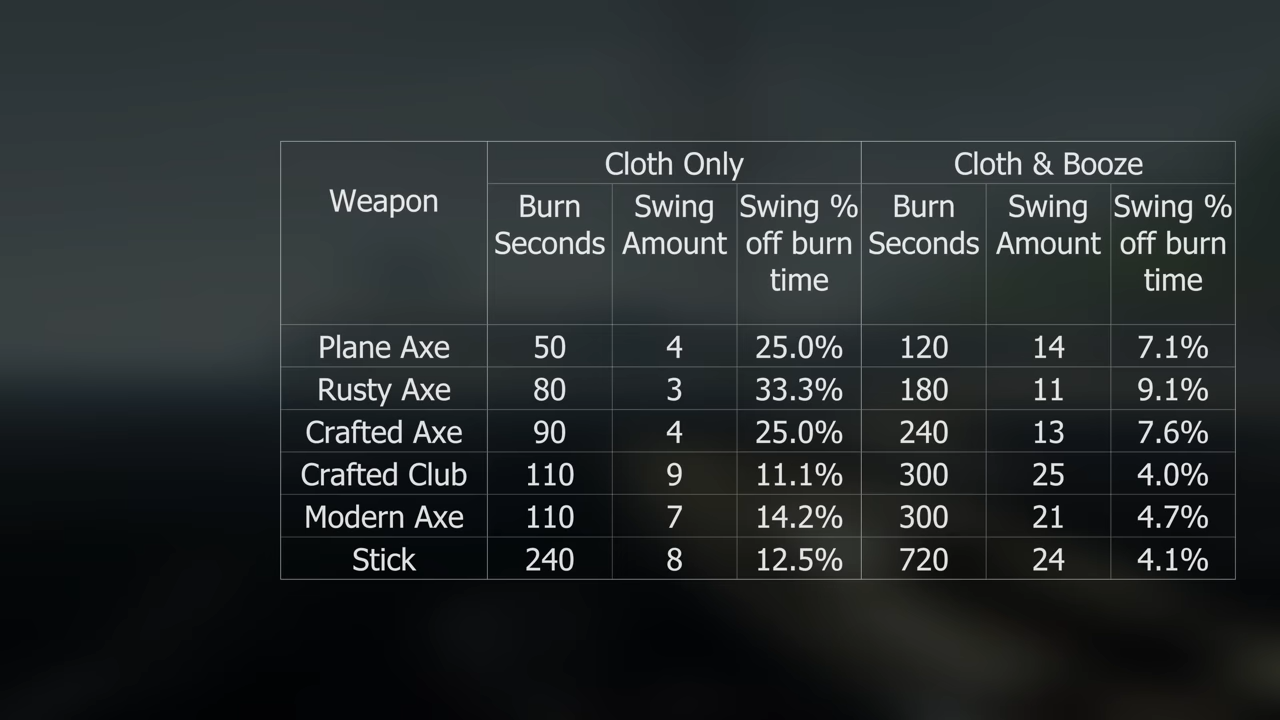 Weapon
Cloth Only
Cloth & Booze
Burn Seconds
Swing Amount
Swing % off burn time
Burn Seconds
Swing Amount
Swing % off burn time
Plane Axe 50 4 25.0% 120 14 7.1%
Rusty Axe 80 3 33.3% 180 11 9.1%
Crafted Axe 90 4 25.0% 240 13 7.6%
Crafted Club 110 9 11.1% 300 25 4.0%
Modern Axe 110 7 14.2% 300 21 4.7%
Stick 240 8 12.5% 720 24 4.1%